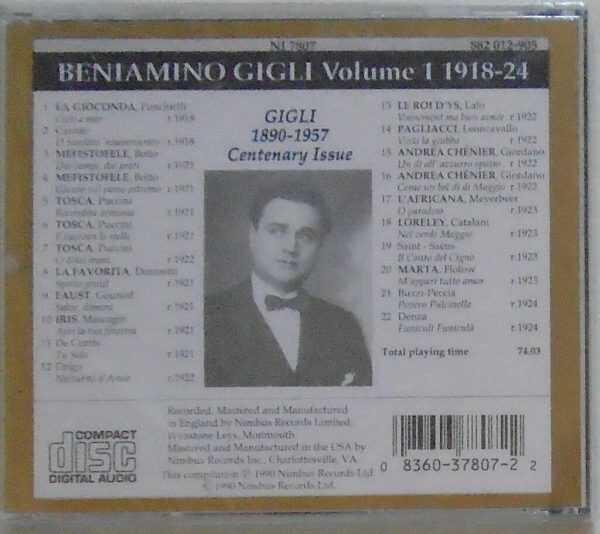 NI 7807
882 012-905
BENIAMINO GIGLI Volume 1 1918-24
1 LA GIOCONDA, Ponchielli
Cielo e mar r.1918
2
r.1918
3 MEFISTOFELE, Boito
Dai campi, dai prati r.1921
4 MEFISTOFELE, Boito
Giunto sul passo estremo r.1921
5 TOSCA, Puccini
Recondita armonia r.1921
6 TOSCA, Puccini
E lucevan le stelle r.1921
7 TOSCA, Puccini
O dolci mani r.1922
8 LA FAVORITA, Donizetti
Spirto gentil r.1921
9 FAUST, Gounod
Salve, dimora r.1921
10 IRIS, Mascagni
Apri la tua finestra r.1921
11 De Curtis
Tu Sola r.1921
12 Drigo
Notturno d'Amor r.1922
GIGLI
1890-1957
Centenary Issue
13 LE ROI D'YS, Lalo
Vainement ma bien aimée r.1922
14 PAGLIACCI, Leoncavallo
Vesti la giubba r.1922
15 ANDREA CHÉNIER, Giordano
Un dì all' azzurro spazio r.1922
16 ANDREA CHÉNIER, Giordano
Come un bel dì di Maggio r.1922
17 L'AFRICANA, Meyerbeer
O paradiso r.1923
18 LORELEY, Catalani
Nel verde Maggio r.1923
19 Saint - Saëns
Il Canto del Cigno r.1923
20 MARTA, Flotow
M'apparì tutto amor r.1923
21 Buzzi-Peccia
Povero Pulcinella r.1924
22 Denza
Funiculì Funiculà r.1924
Total playing time 74.03
COMPACT
disc
DIGITAL AUDIO
Recorded, Mastered and Manufactured
in England by Nimbus Records Limited,
Wyastone Leys, Monmouth.
Mastered and Manufactured in the USA by
Nimbus Records Inc., Charlottesville, VA.
This compilation ℗ 1990 Nimbus Records Ltd.
© 1990 Nimbus Records Ltd.
0 8360-37807-2 2